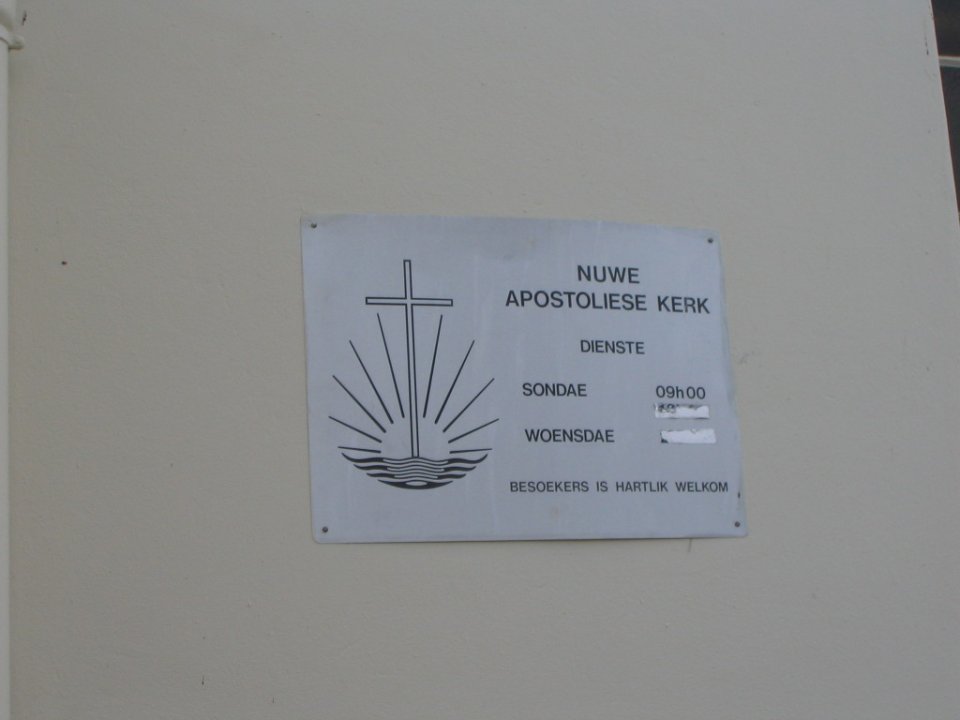 NUWE
APOSTOLIESE KERK
DIENSTE
SONDAE 09h00
WOENSDAE
BESOEKERS IS HARTLIK WELKOM